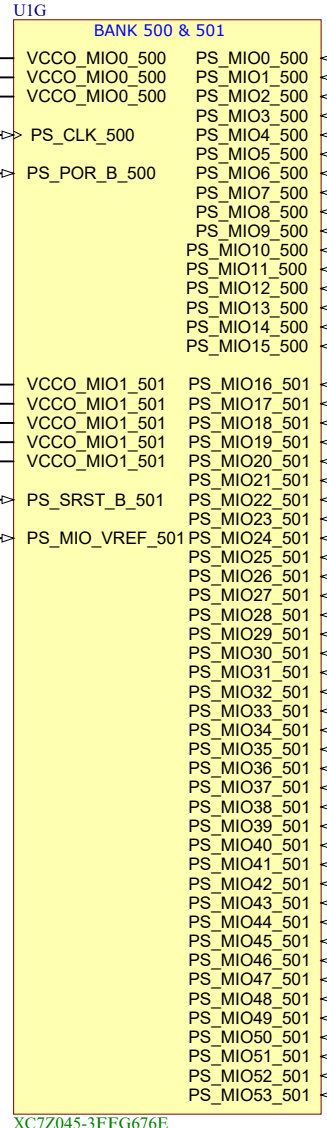 U1G
BANK 500 & 501
VCCO_MIO0_500 PS_MIO0_500
VCCO_MIO0_500 PS_MIO1_500
VCCO_MIO0_500 PS_MIO2_500
PS_MIO3_500
PS_CLK_500 PS_MIO4_500
PS_MIO5_500
PS_POR_B_500 PS_MIO6_500
PS_MIO7_500
PS_MIO8_500
PS_MIO9_500
PS_MIO10_500
PS_MIO11_500
PS_MIO12_500
PS_MIO13_500
PS_MIO14_500
PS_MIO15_500
VCCO_MIO1_501 PS_MIO16_501
VCCO_MIO1_501 PS_MIO17_501
VCCO_MIO1_501 PS_MIO18_501
VCCO_MIO1_501 PS_MIO19_501
VCCO_MIO1_501 PS_MIO20_501
PS_MIO21_501
PS_SRST_B_501 PS_MIO22_501
PS_MIO23_501
PS_MIO_VREF_501 PS_MIO24_501
PS_MIO25_501
PS_MIO26_501
PS_MIO27_501
PS_MIO28_501
PS_MIO29_501
PS_MIO30_501
PS_MIO31_501
PS_MIO32_501
PS_MIO33_501
PS_MIO34_501
PS_MIO35_501
PS_MIO36_501
PS_MIO37_501
PS_MIO38_501
PS_MIO39_501
PS_MIO40_501
PS_MIO41_501
PS_MIO42_501
PS_MIO43_501
PS_MIO44_501
PS_MIO45_501
PS_MIO46_501
PS_MIO47_501
PS_MIO48_501
PS_MIO49_501
PS_MIO50_501
PS_MIO51_501
PS_MIO52_501
PS_MIO53_501
XC7Z045-3FFG676E